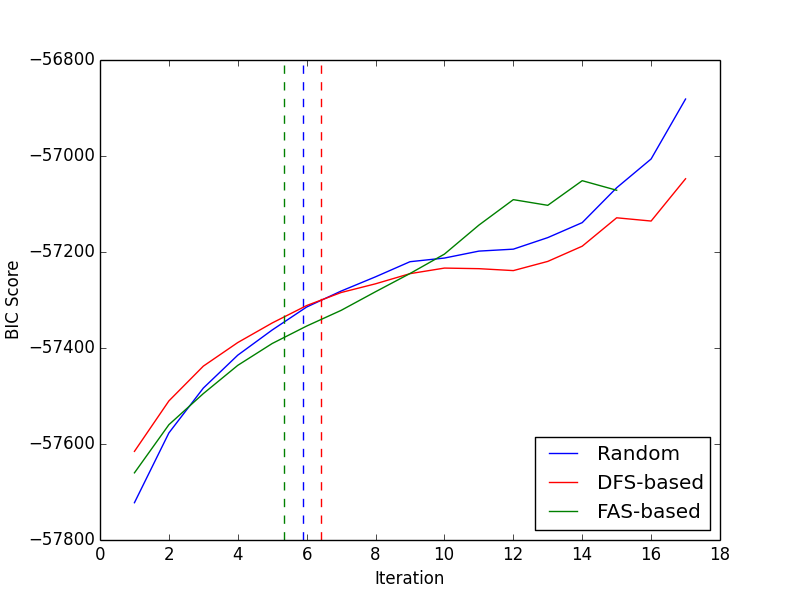 −56800
−57000
−57200
−57400
−57600
−57800
BIC Score
0 2 4 6 8 10 12 14 16 18
Iteration
Random
DFS-based
FAS-based